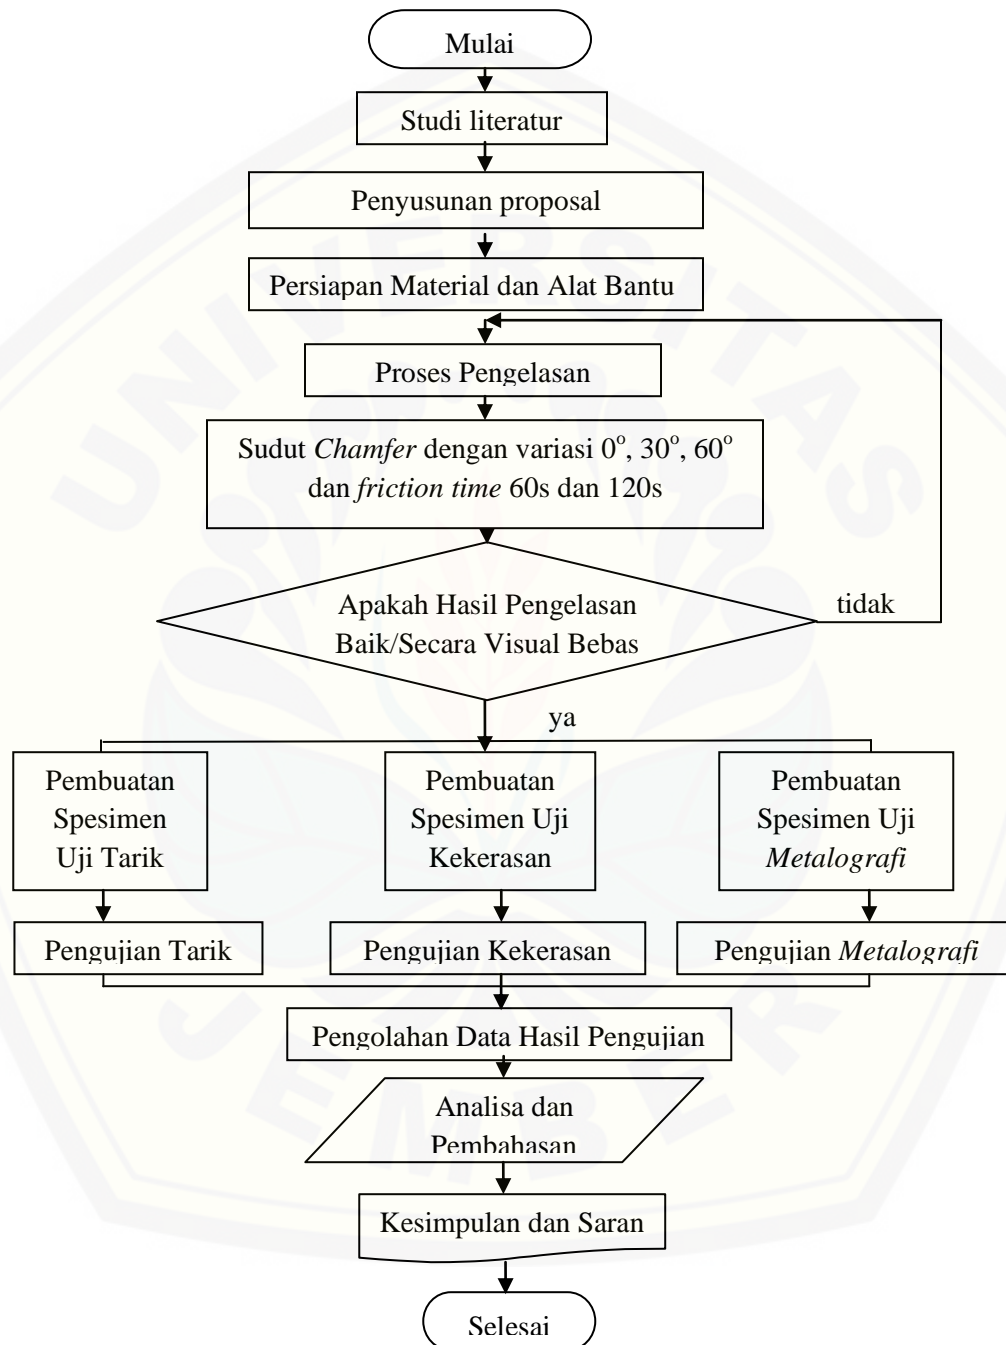 Mulai
Studi literatur
Penyusunan proposal
Persiapan Material dan Alat Bantu
Proses Pengelasan
Sudut Chamfer dengan variasi 0°, 30°, 60°
dan friction time 60s dan 120s
Apakah Hasil Pengelasan
Baik/Secara Visual Bebas
tidak
ya
Pembuatan
Spesimen
Uji Tarik
Pembuatan
Spesimen Uji
Kekerasan
Pembuatan
Spesimen Uji
Metalografi
Pengujian Tarik
Pengujian Kekerasan
Pengujian Metalografi
Pengolahan Data Hasil Pengujian
Analisa dan
Pembahasan
Kesimpulan dan Saran
Selesai
UNIVERSITAS
JEMBER